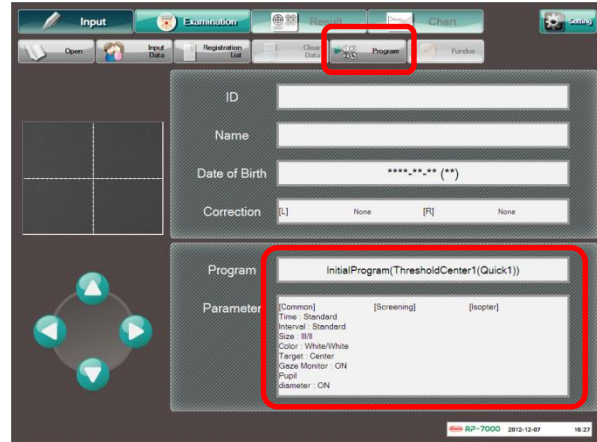 Input
Examination
Result
Chart
Setting
Open
Input Data
Registration List
Clear Data
Program
Fundus
ID
Name
Date of Birth ****-**-** (**)
Correction [L] None [R] None
Program InitialProgram(ThresholdCenter1(Quick1))
Parameter [Common] [Screening] [Isopter]
Time : Standard
Interval : Standard
Size : III/II
Color : White/White
Target : Center
Gaze Monitor : ON
Pupil
diameter : ON
AP-7000 2012-12-07 16:27